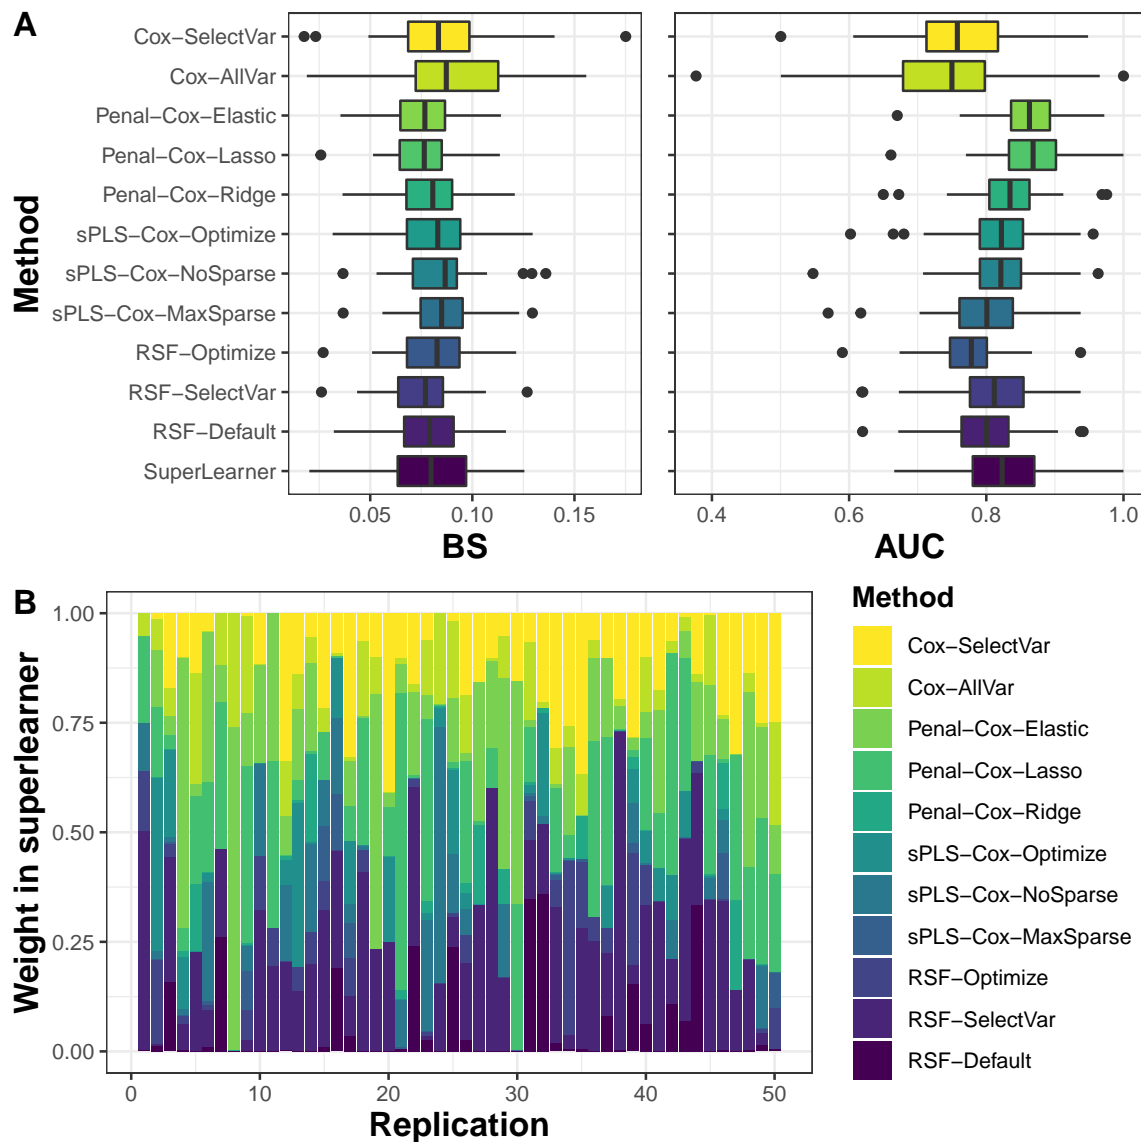 A
Method
Cox−SelectVar
Cox−AllVar
Penal−Cox−Elastic
Penal−Cox−Lasso
Penal−Cox−Ridge
sPLS−Cox−Optimize
sPLS−Cox−NoSparse
sPLS−Cox−MaxSparse
RSF−Optimize
RSF−SelectVar
RSF−Default
SuperLearner
0.05 0.10 0.15
BS
0.4 0.6 0.8 1.0
AUC
B
Weight in superlearner
1.00
0.75
0.50
0.25
0.00
0 10 20 30 40 50
Replication
Method
Cox−SelectVar
Cox−AllVar
Penal−Cox−Elastic
Penal−Cox−Lasso
Penal−Cox−Ridge
sPLS−Cox−Optimize
sPLS−Cox−NoSparse
sPLS−Cox−MaxSparse
RSF−Optimize
RSF−SelectVar
RSF−Default